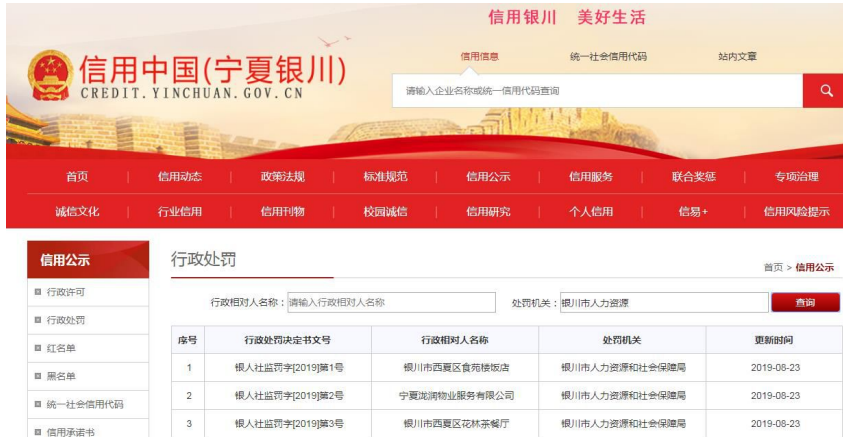 信用银川 美好生活
信用中国(宁夏银川)
CREDIT.YINCHUAN.GOV.CN
信用信息 统一社会信用代码 站内文章
请输入企业名称或统一信用代码查询
首页 信用动态 政策法规 标准规范 信用公示 信用服务 联合奖惩 专项治理
诚信文化 行业信用 信用刊物 校园诚信 信用研究 个人信用 信易+ 信用风险提示
信用公示
行政许可
行政处罚
红名单
黑名单
统一社会信用代码
信用承诺书
行政处罚
首页 > 信用公示
行政相对人名称：请输入行政相对人名称 处罚机关：银川市人力资源 查询
序号 行政处罚决定书文号 行政相对人名称 处罚机关 更新时间
1 银人社监罚字[2019]第1号 银川市西夏区食苑楼饭店 银川市人力资源和社会保障局 2019-08-23
2 银人社监罚字[2019]第2号 宁夏泷润物业服务有限公司 银川市人力资源和社会保障局 2019-08-23
3 银人社监罚字[2019]第3号 银川市西夏区花林茶餐厅 银川市人力资源和社会保障局 2019-08-23